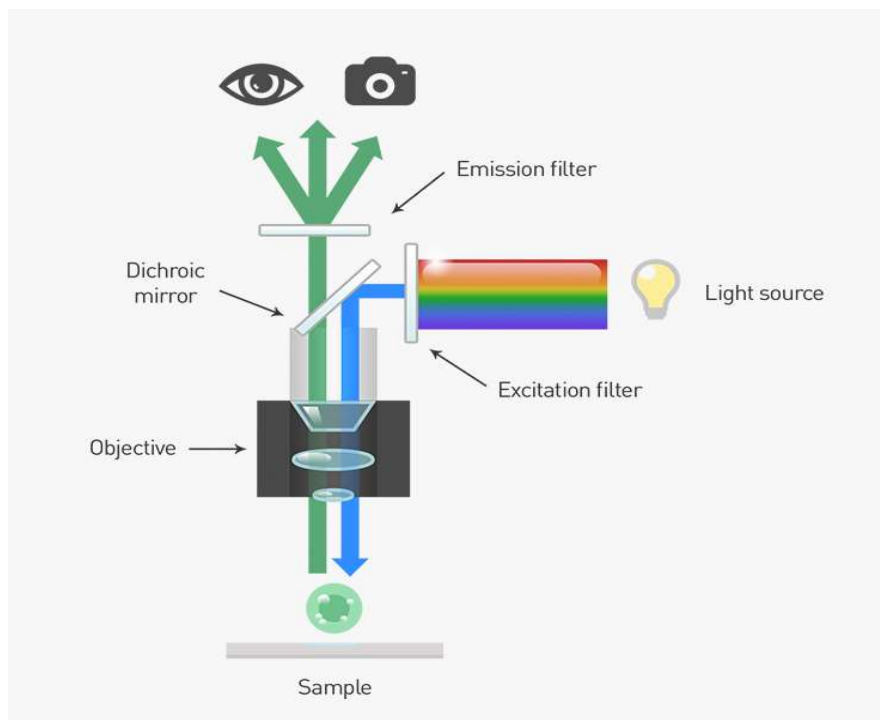 Emission filter
Dichroic
mirror
Light source
Excitation filter
Objective
Sample